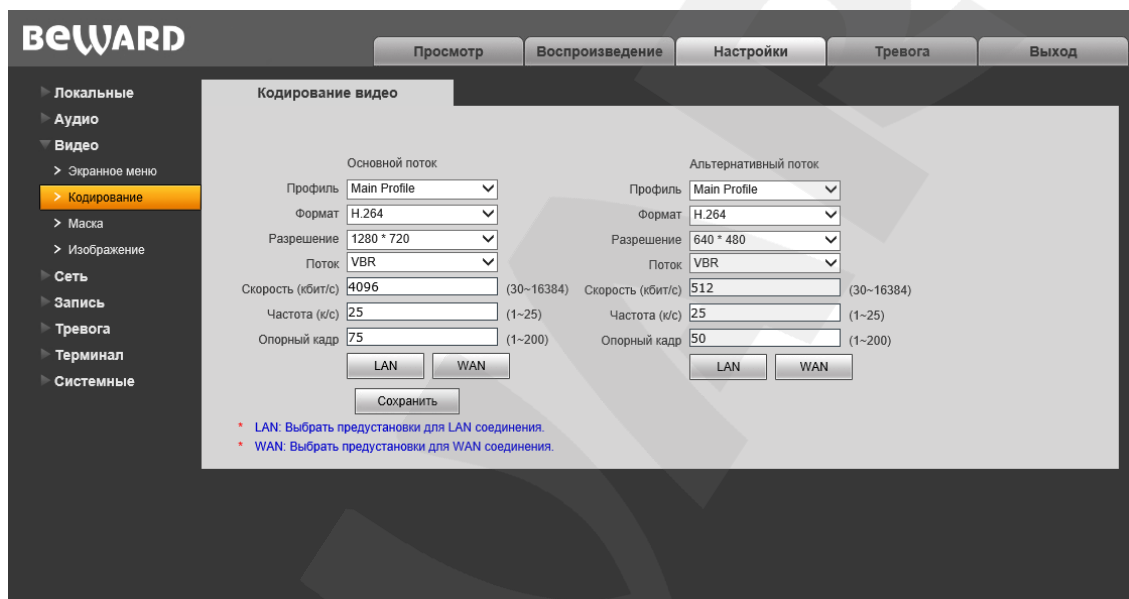 BEWARD
Просмотр Воспроизведение Настройки Тревога Выход
Локальные
Аудио
Видео
> Экранное меню
> Кодирование
> Маска
> Изображение
Сеть
Запись
Тревога
Терминал
Системные
Кодирование видео
Основной поток
Профиль Main Profile
Формат H.264
Разрешение 1280 * 720
Поток VBR
Скорость (кбит/с) 4096 (30~16384)
Частота (к/с) 25 (1~25)
Опорный кадр 75 (1~200)
LAN WAN
Альтернативный поток
Профиль Main Profile
Формат H.264
Разрешение 640 * 480
Поток VBR
Скорость (кбит/с) 512 (30~16384)
Частота (к/с) 25 (1~25)
Опорный кадр 50 (1~200)
LAN WAN
Сохранить
* LAN: Выбрать предустановки для LAN соединения.
* WAN: Выбрать предустановки для WAN соединения.